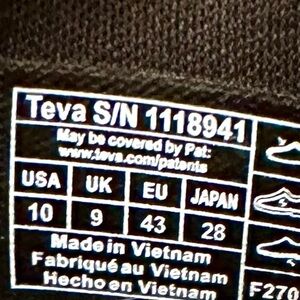 Teva S/N 1118941
May be covered by Pat:
www.teva.com/patents
USA UK EU JAPAN
10 9 43 28
Made in Vietnam
Fabriqué au Vietnam
Hecho en Vietnam
F270